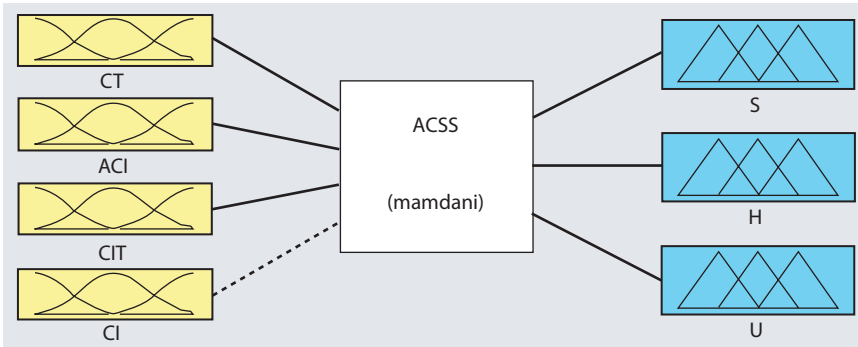 CT
ACI
CIT
CI
ACSS
(mamdani)
S
H
U